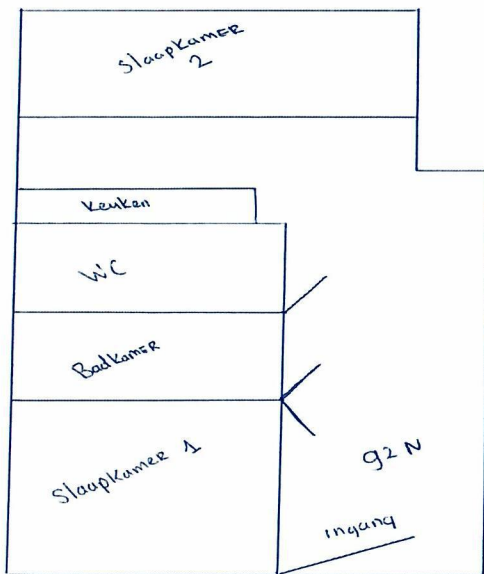 SlaapKamer
2
Keuken
WC
BadKamer
SlaapKamer 1
92 N
ingang